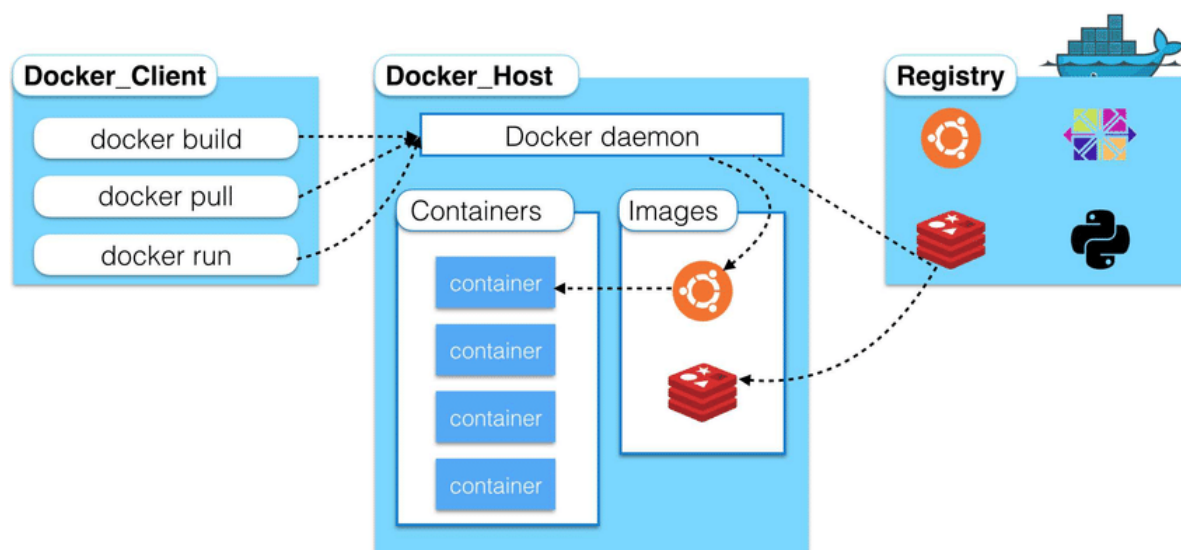 Docker_Client
docker build
docker pull
docker run
Docker_Host
Docker daemon
Containers
container
container
container
container
Images
Registry